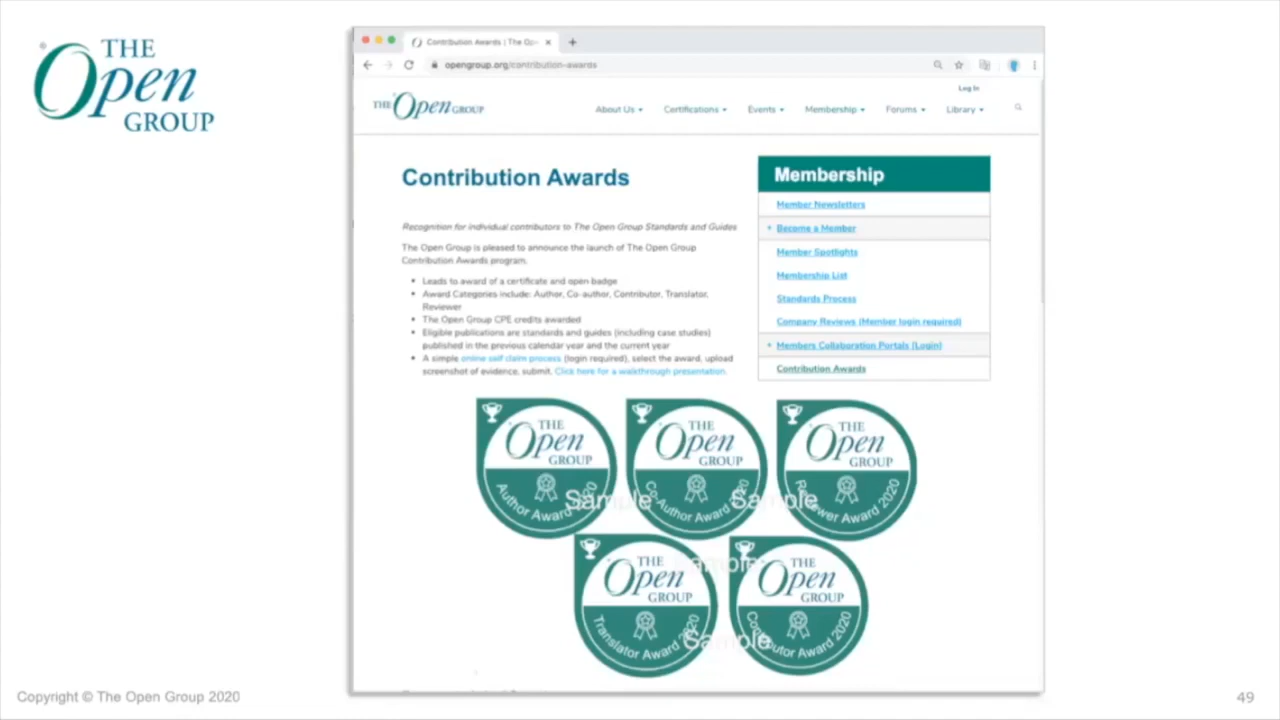 THE
Open
GROUP
Contribution Awards | The Op
opengroup.org/contribution-awards
Log In
THE Open GROUP
About Us
Certifications
Events
Membership
Forums
Library
Contribution Awards
Recognition for individual contributors to The Open Group Standards and Guides
The Open Group is pleased to announce the launch of The Open Group
Contribution Awards program.
• Leads to award of a certificate and open badge
• Award Categories include: Author, Co-author, Contributor, Translator,
Reviewer
• The Open Group CPE credits awarded
• Eligible publications are standards and guides (including case studies)
published in the previous calendar year and the current year
• A simple online self claim process (login required), select the award, upload
screenshot of evidence, submit. Click here for a walkthrough presentation.
Membership
Member Newsletters
+ Become a Member
Member Spotlights
Membership List
Standards Process
Company Reviews (Member login required)
+ Members Collaboration Portals (Login)
Contribution Awards
THE
Open
GROUP
Author Award 2020
Sample
THE
Open
GROUP
Co-Author Award 2020
Sample
THE
Open
GROUP
Reviewer Award 2020
Sample
THE
Open
GROUP
Translator Award 2020
Sample
THE
Open
GROUP
Contributor Award 2020
Copyright © The Open Group 2020
49